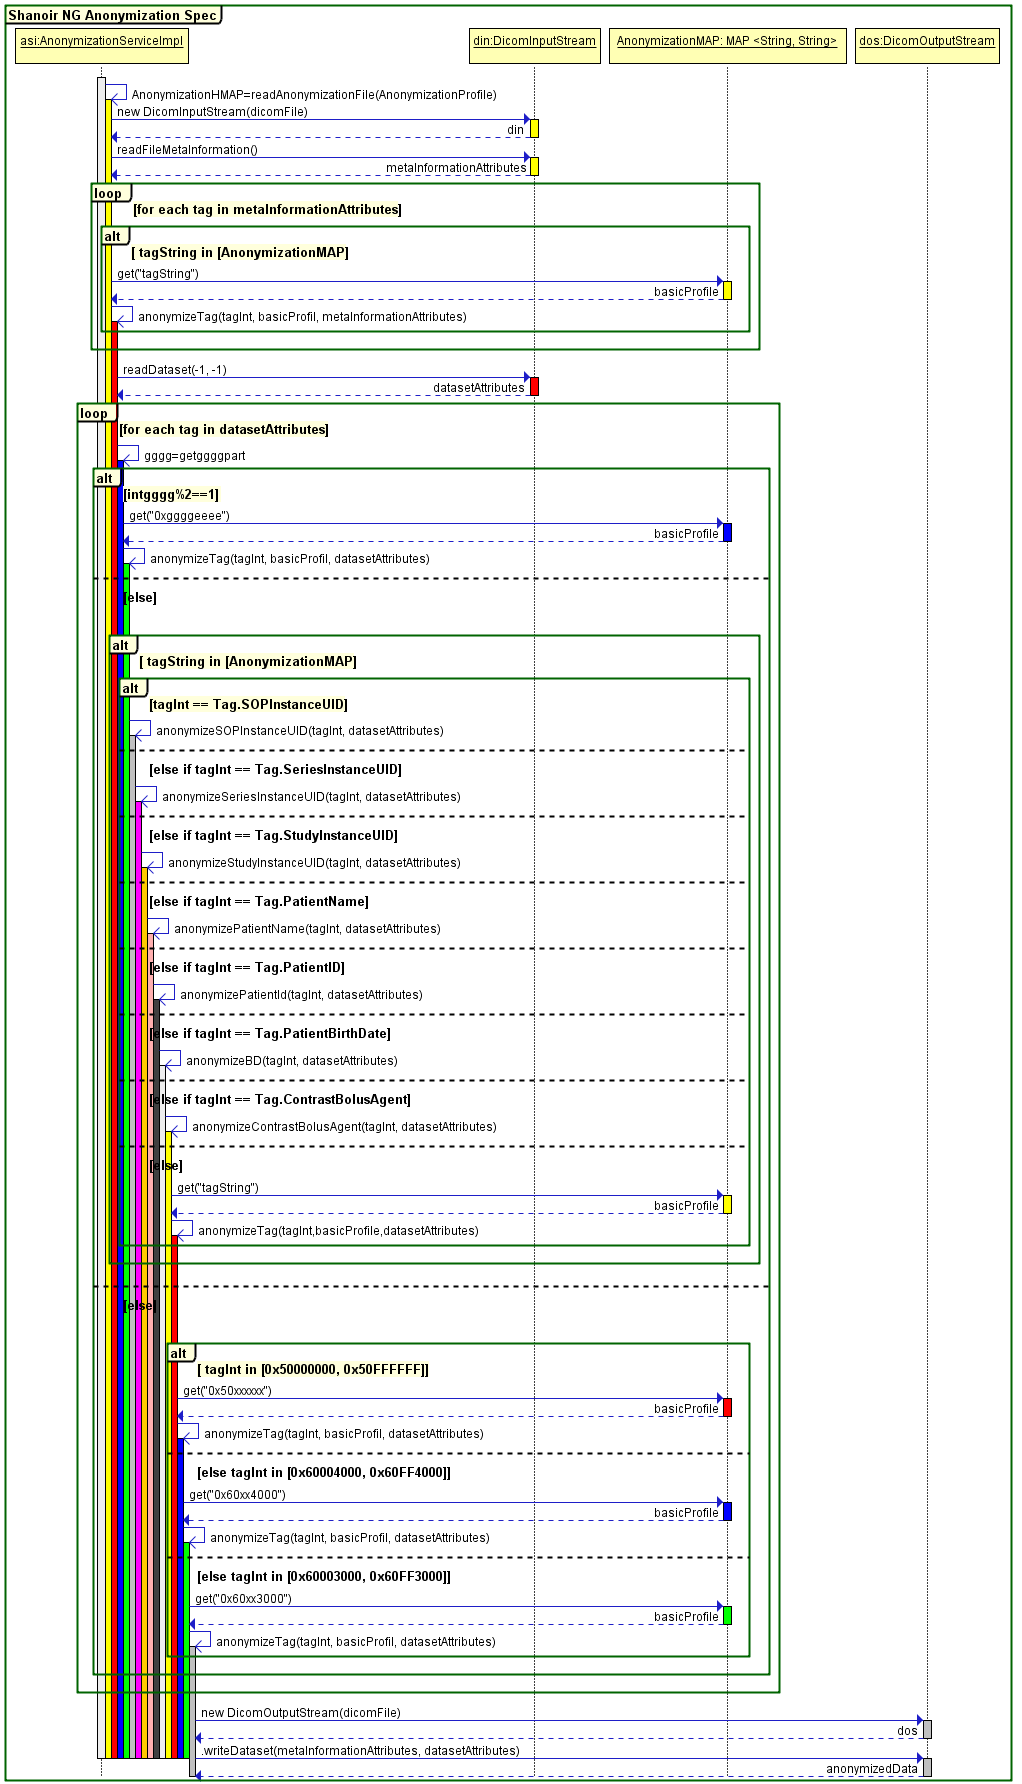 Shanoir NG Anonymization Spec
asi:AnonymizationServiceImpl
din:DicomInputStream
AnonymizationMAP: MAP <String, String>
dos:DicomOutputStream
AnonymizationHMAP=readAnonymizationFile(AnonymizationProfile)
new DicomInputStream(dicomFile)
din
readFileMetaInformation()
metaInformationAttributes
loop
[for each tag in metaInformationAttributes]
alt
[ tagString in [AnonymizationMAP]
get("tagString")
basicProfile
anonymizeTag(tagInt, basicProfil, metaInformationAttributes)
readDataset(-1, -1)
datasetAttributes
loop
[for each tag in datasetAttributes]
gggg=getggggpart
alt
[intgggg%2==1]
get("0xggggeeee")
basicProfile
anonymizeTag(tagInt, basicProfil, datasetAttributes)
[else]
alt
[ tagString in [AnonymizationMAP]
alt
[tagInt == Tag.SOPInstanceUID]
anonymizeSOPInstanceUID(tagInt, datasetAttributes)
[else if tagInt == Tag.SeriesInstanceUID]
anonymizeSeriesInstanceUID(tagInt, datasetAttributes)
[else if tagInt == Tag.StudyInstanceUID]
anonymizeStudyInstanceUID(tagInt, datasetAttributes)
[else if tagInt == Tag.PatientName]
anonymizePatientName(tagInt, datasetAttributes)
[else if tagInt == Tag.PatientID]
anonymizePatientId(tagInt, datasetAttributes)
[else if tagInt == Tag.PatientBirthDate]
anonymizeBD(tagInt, datasetAttributes)
[else if tagInt == Tag.ContrastBolusAgent]
anonymizeContrastBolusAgent(tagInt, datasetAttributes)
[else]
get("tagString")
basicProfile
anonymizeTag(tagInt,basicProfile,datasetAttributes)
[else]
alt
[ tagInt in [0x50000000, 0x50FFFFFF]]
get("0x50xxxxxx")
basicProfile
anonymizeTag(tagInt, basicProfil, datasetAttributes)
[else tagInt in [0x60004000, 0x60FF4000]]
get("0x60xx4000")
basicProfile
anonymizeTag(tagInt, basicProfil, datasetAttributes)
[else tagInt in [0x60003000, 0x60FF3000]]
get("0x60xx3000")
basicProfile
anonymizeTag(tagInt, basicProfil, datasetAttributes)
new DicomOutputStream(dicomFile)
dos
.writeDataset(metaInformationAttributes, datasetAttributes)
anonymizedData